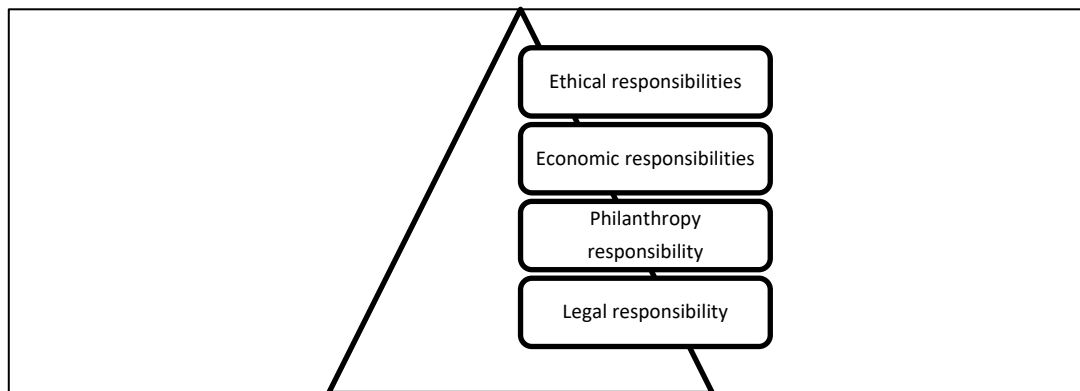 Ethical responsibilities
Economic responsibilities
Philanthropy
responsibility
Legal responsibility